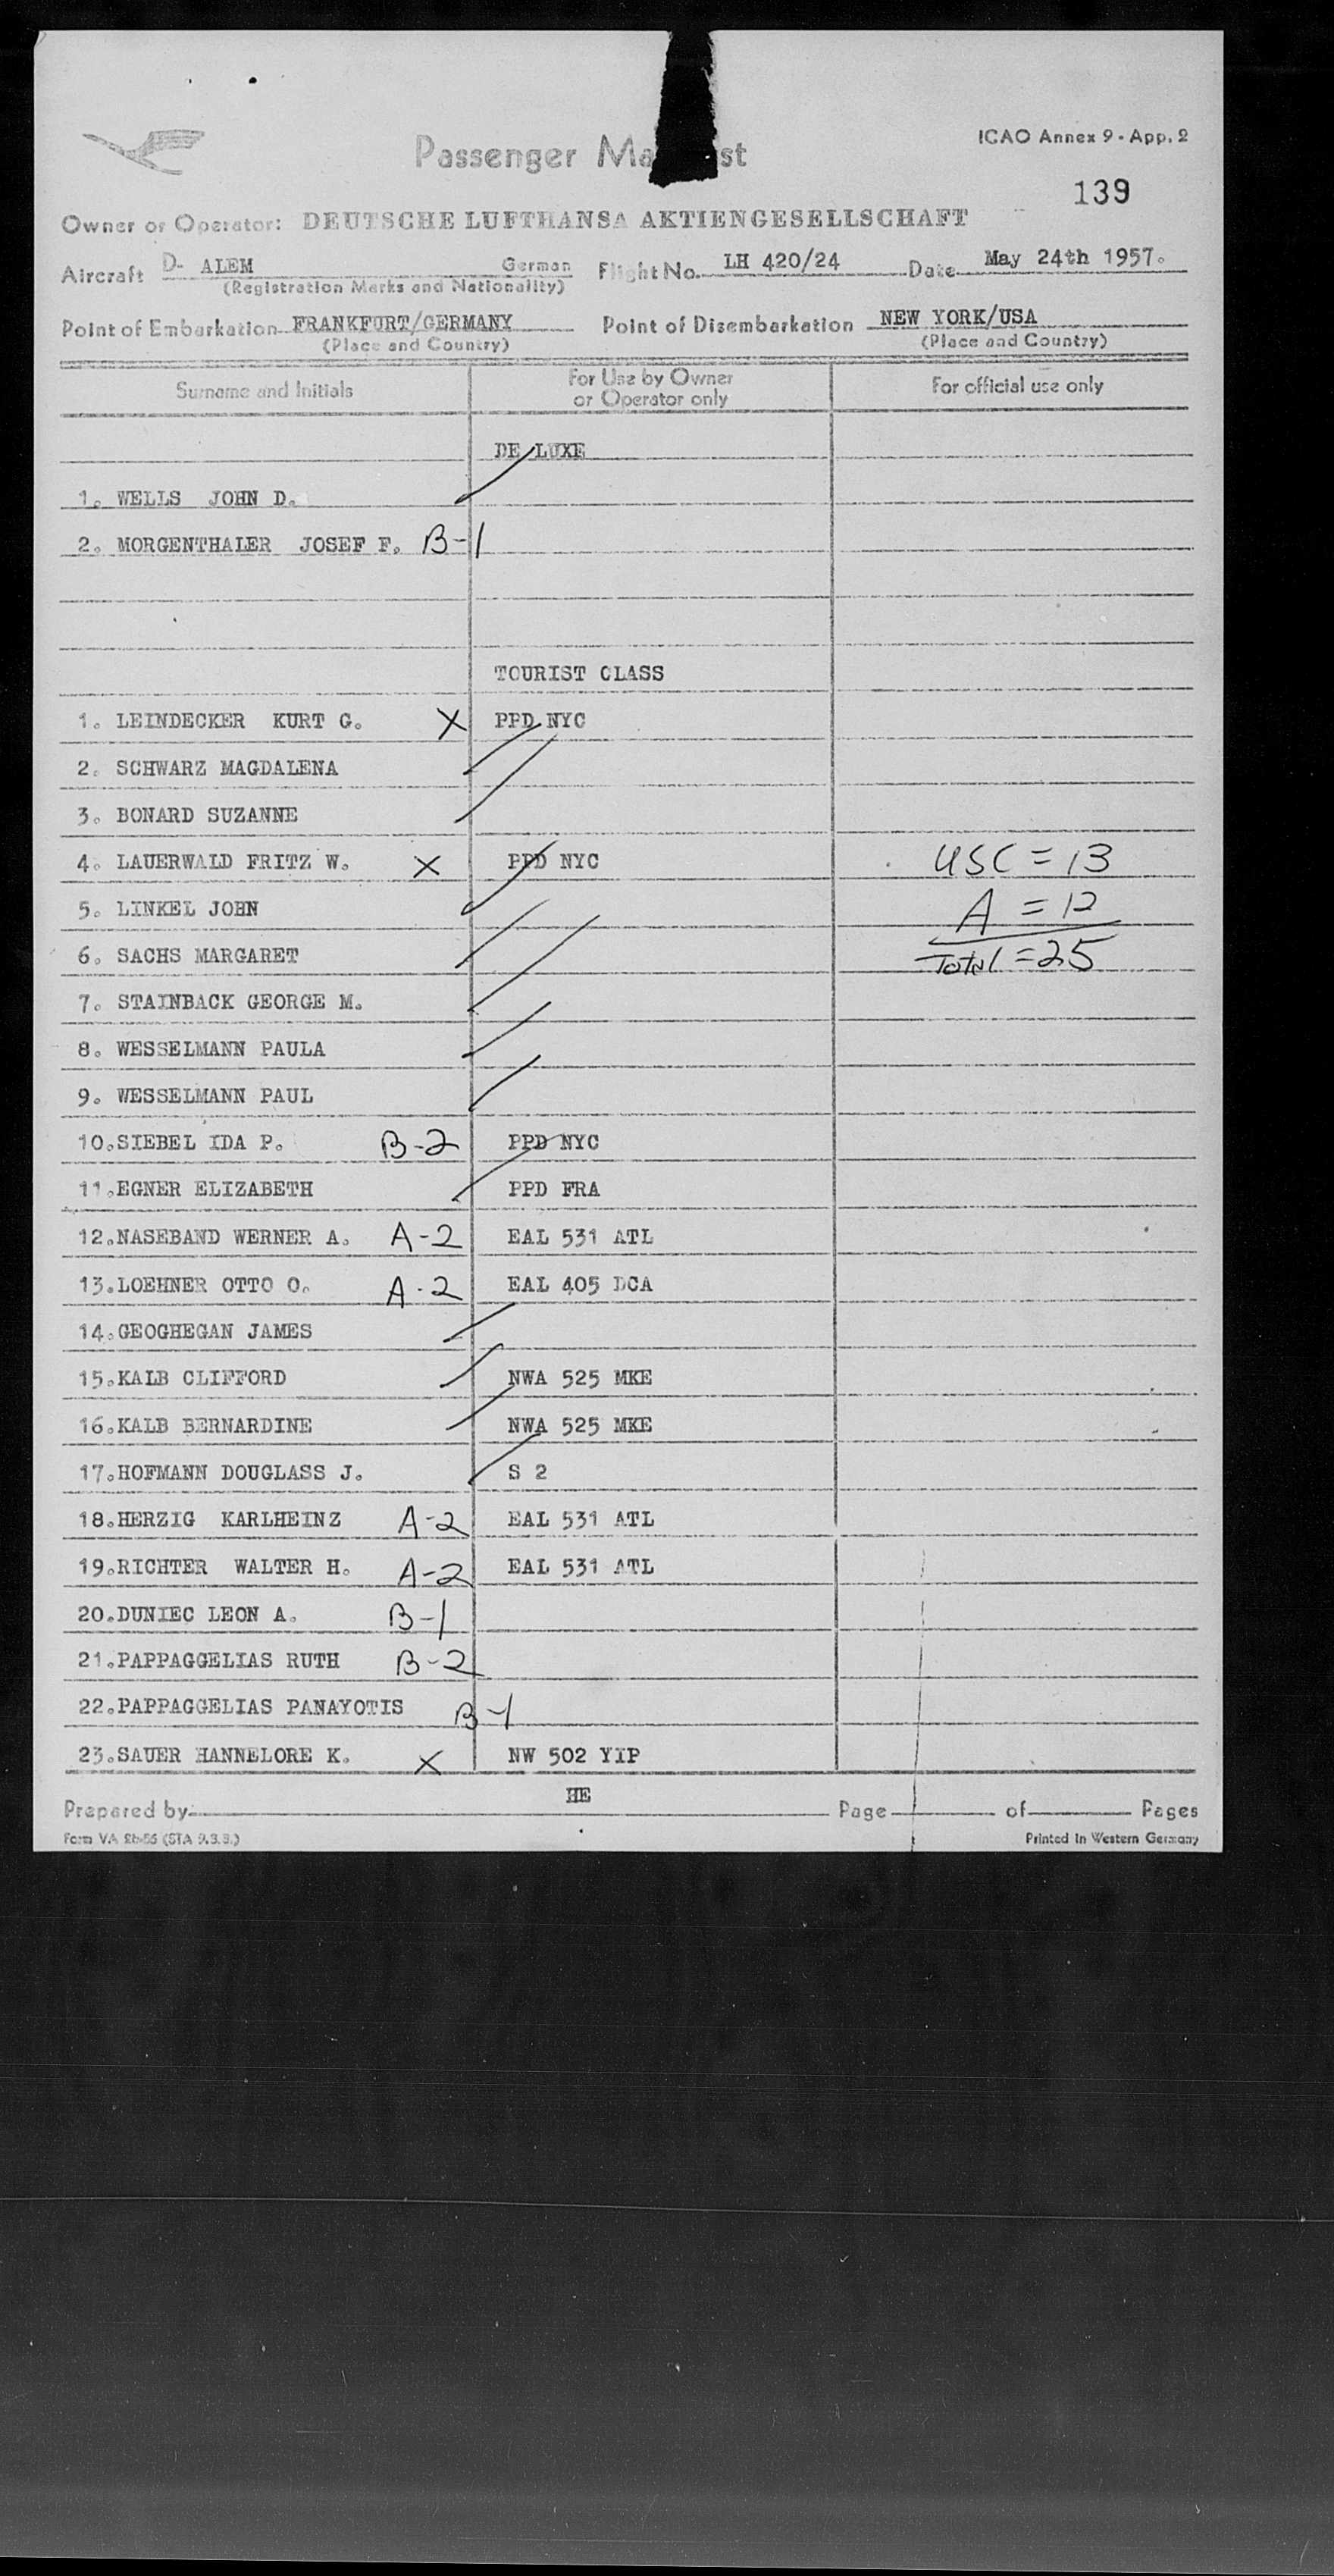 ICAO Annex 9 - App. 2
Passenger Ma st
139
Owner or Operator: DEUTSCHE LUFTHANSA AKTIENGESELLSCHAFT
Aircraft D- ALEM German Flight No. LH 420/24 Date May 24th 1957.
(Registration Marks and Nationality)
Point of Embarkation FRANKFURT/GERMANY Point of Disembarkation NEW YORK/USA
(Place and Country) (Place and Country)
Surname and Initials For Use by Owner or Operator only For official use only
DE LUXE
1. WELLS JOHN D.
2. MORGENTHALER JOSEF F. B-1
TOURIST CLASS
1. LEINDECKER KURT G. X PPD NYC
2. SCHWARZ MAGDALENA
3. BONARD SUZANNE
4. LAUERWALD FRITZ W. X PPD NYC USC = 13
5. LINKEL JOHN A = 12
6. SACHS MARGARET Total = 25
7. STAINBACK GEORGE M.
8. WESSELMANN PAULA
9. WESSELMANN PAUL
10. SIEBEL IDA P. B-2 PPD NYC
11. EGNER ELIZABETH PPD FRA
12. NASEBAND WERNER A. A-2 EAL 531 ATL
13. LOEHNER OTTO O. A-2 EAL 405 DCA
14. GEOGHEGAN JAMES
15. KALB CLIFFORD NWA 525 MKE
16. KALB BERNARDINE NWA 525 MKE
17. HOFMANN DOUGLASS J. S 2
18. HERZIG KARLHEINZ A-2 EAL 531 ATL
19. RICHTER WALTER H. A-2 EAL 531 ATL
20. DUNIEC LEON A. B-1
21. PAPPAGGELIAS RUTH B-2
22. PAPPAGGELIAS PANAYOTIS B-1
23. SAUER HANNELORE K. X NW 502 YIP
HE
Prepared by Page of Pages
Form VA (STA 9.3.3.) Printed in Western Germany